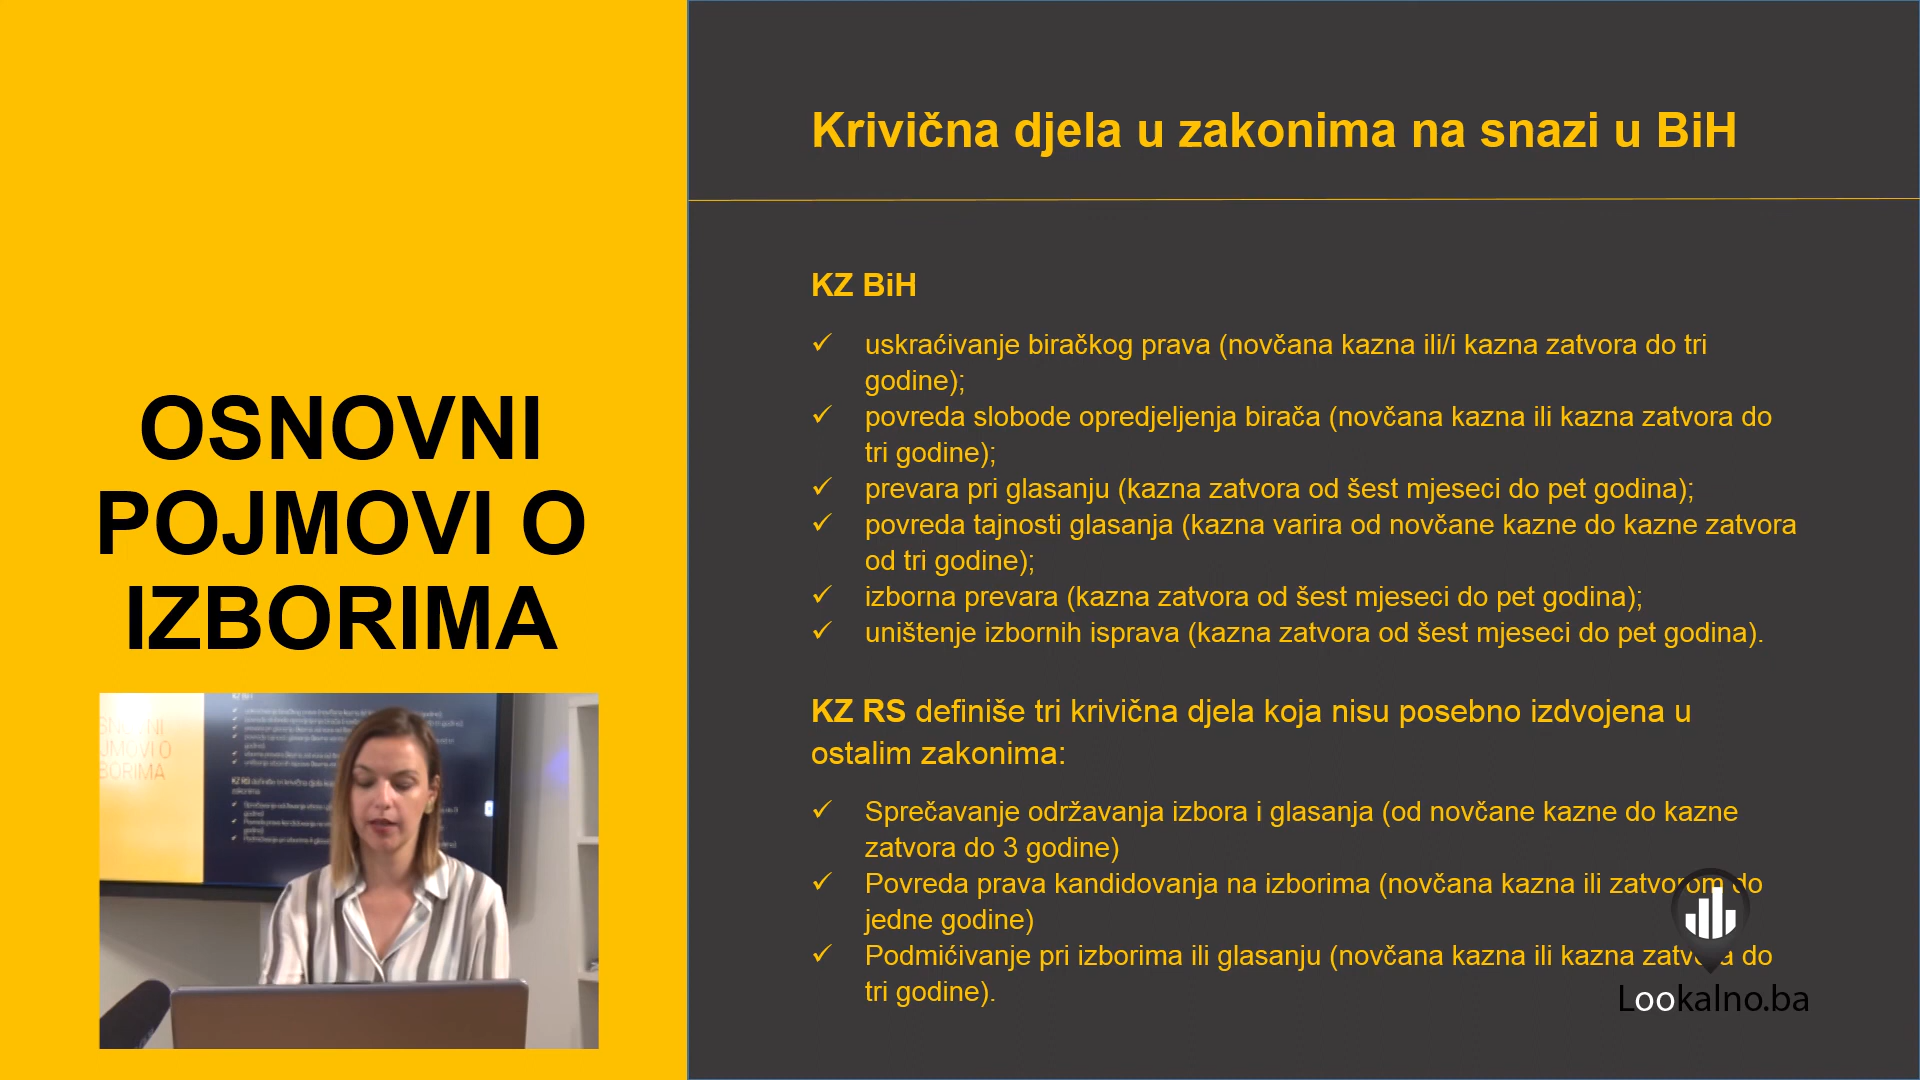 OSNOVNI
POJMOVI O
IZBORIMA
Krivična djela u zakonima na snazi u BiH
KZ BiH
✓ uskraćivanje biračkog prava (novčana kazna ili/i kazna zatvora do tri
godine);
✓ povreda slobode opredjeljenja birača (novčana kazna ili kazna zatvora do
tri godine);
✓ prevara pri glasanju (kazna zatvora od šest mjeseci do pet godina);
✓ povreda tajnosti glasanja (kazna varira od novčane kazne do kazne zatvora
od tri godine);
✓ izborna prevara (kazna zatvora od šest mjeseci do pet godina);
✓ uništenje izbornih isprava (kazna zatvora od šest mjeseci do pet godina).
KZ RS definiše tri krivična djela koja nisu posebno izdvojena u
ostalim zakonima:
✓ Sprečavanje održavanja izbora i glasanja (od novčane kazne do kazne
zatvora do 3 godine)
✓ Povreda prava kandidovanja na izborima (novčana kazna ili zatvorom do
jedne godine)
✓ Podmićivanje pri izborima ili glasanju (novčana kazna ili kazna zatvora do
tri godine).
Lookalno.ba